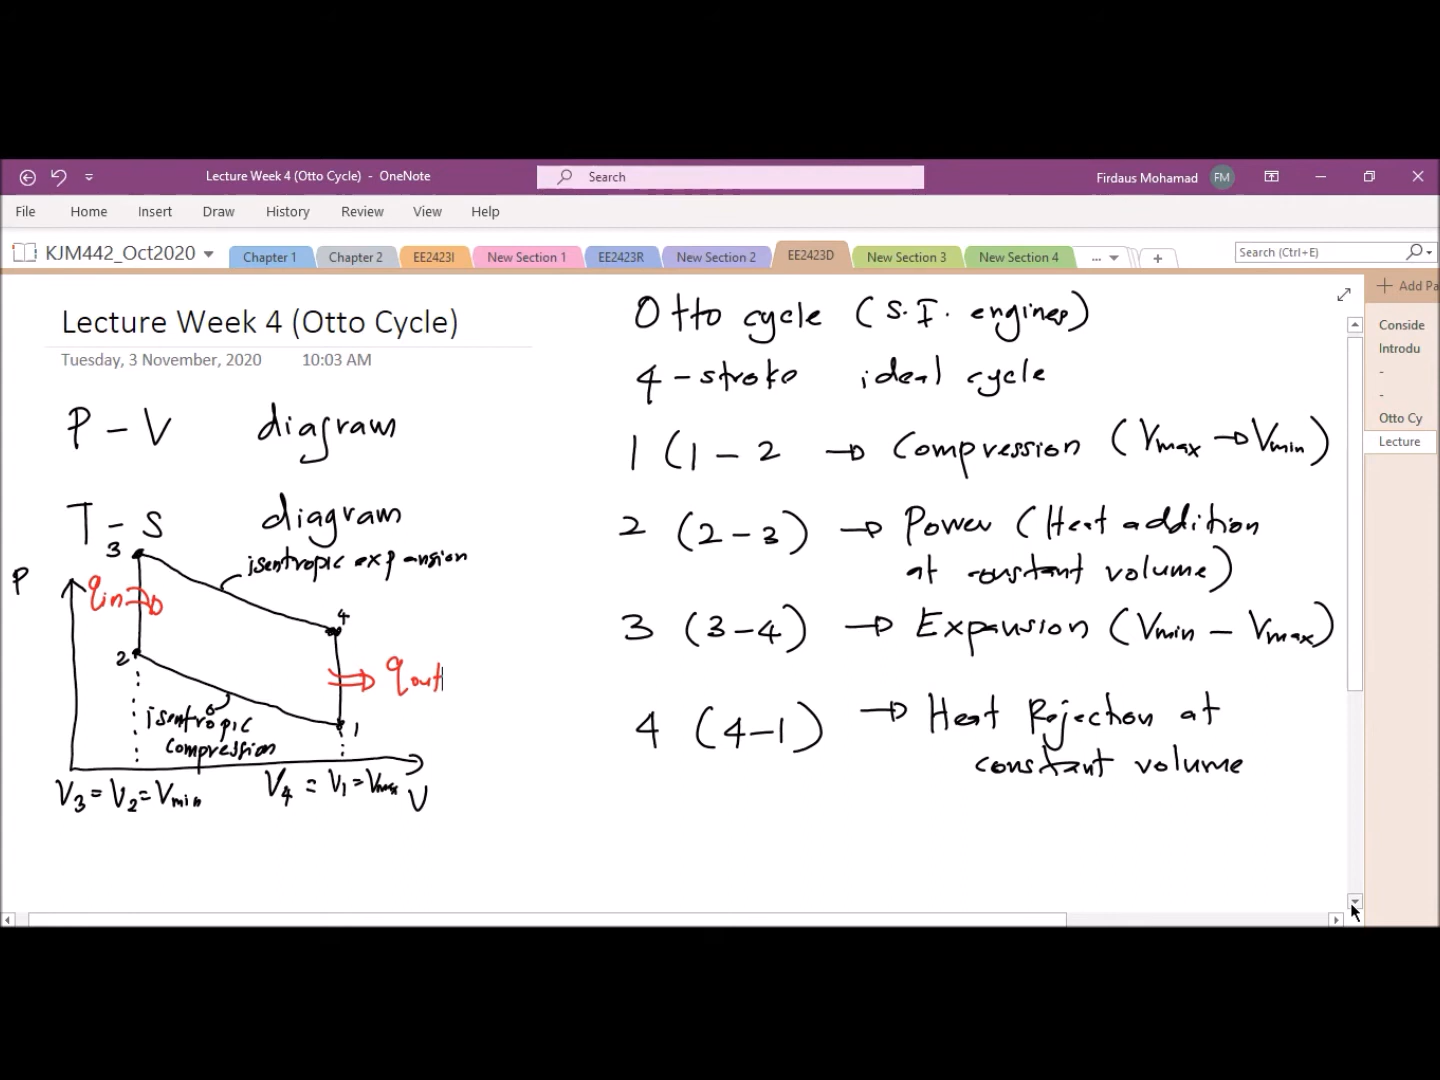 Lecture Week 4 (Otto Cycle) - OneNote
Search
Firdaus Mohamad
FM
File Home Insert Draw History Review View Help
KJM442_Oct2020
Chapter 1
Chapter 2
EE2423I
New Section 1
EE2423R
New Section 2
EE2423D
New Section 3
New Section 4
...
+
Search (Ctrl+E)
+ Add Pa
Conside
Introdu
-
-
Otto Cy
Lecture
Lecture Week 4 (Otto Cycle)
Tuesday, 3 November, 2020 10:03 AM
P - V diagram
T - S diagram
P
3
isentropic expansion
qin
4
2
qout
isentropic
compression
1
V3 = V2 = Vmin
V4 = V1 = Vmax
V
Otto cycle (S.I. engines)
4-stroke ideal cycle
1 (1 - 2 → Compression (Vmax → Vmin)
2 (2 - 3) → Power (Heat addition
at constant volume)
3 (3-4) → Expansion (Vmin - Vmax)
4 (4-1) → Heat Rejection at
constant volume